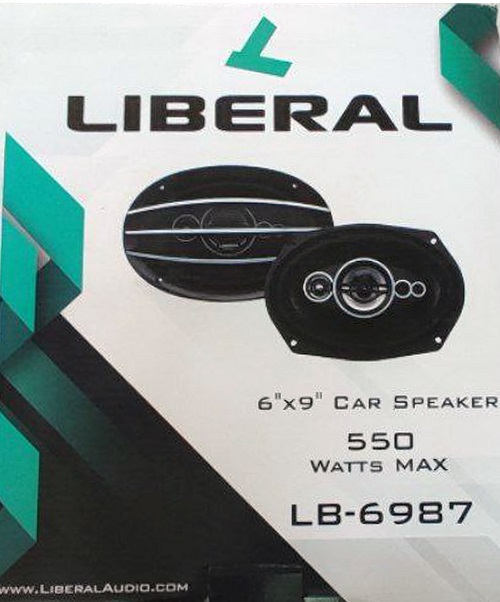 LIBERAL
6"x9" CAR SPEAKER
550
WATTS MAX
LB-6987
www.LIBERALAUDIO.COM